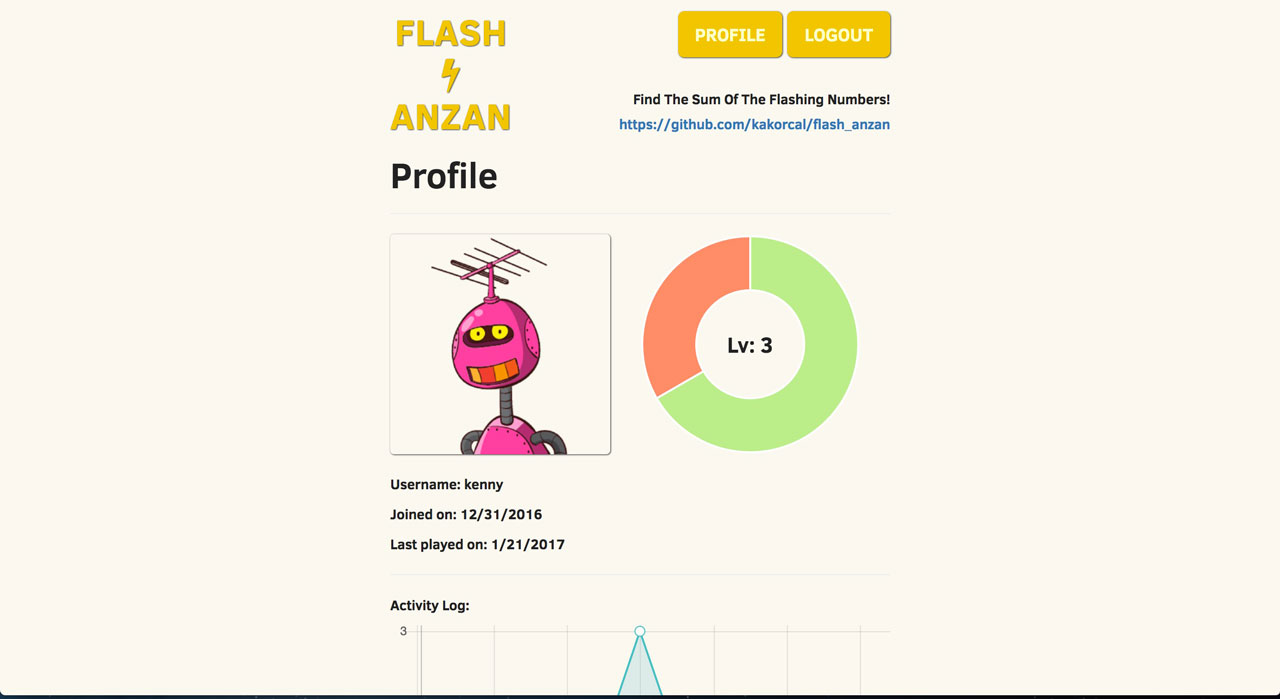 FLASH
ANZAN
PROFILE
LOGOUT
Find The Sum Of The Flashing Numbers!
https://github.com/kakorcal/flash_anzan
Profile
Lv: 3
Username: kenny
Joined on: 12/31/2016
Last played on: 1/21/2017
Activity Log:
3